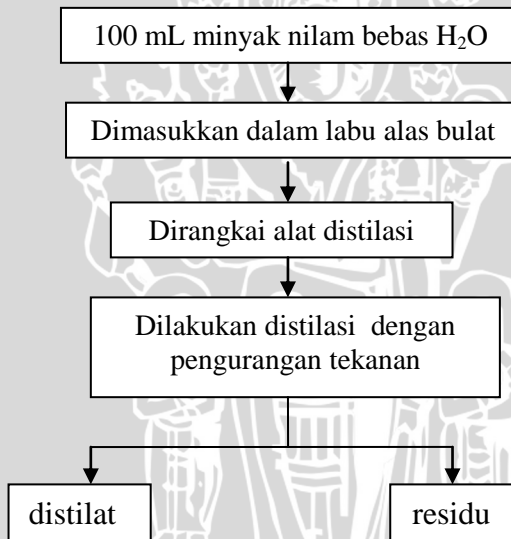 100 mL minyak nilam bebas H₂O
Dimasukkan dalam labu alas bulat
Dirangkai alat distilasi
Dilakukan distilasi dengan
pengurangan tekanan
distilat
residu